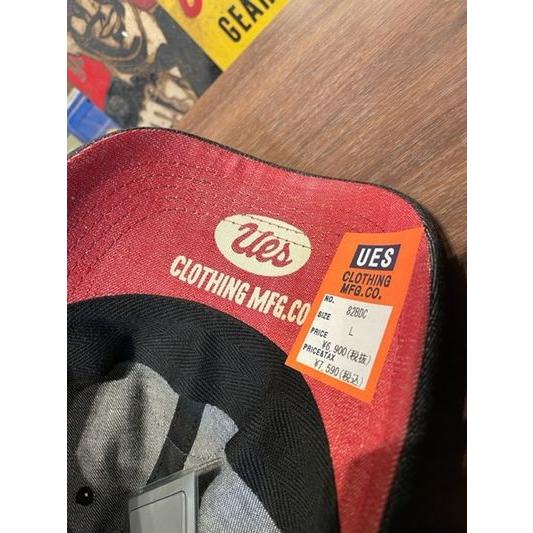 GEAR
Ues
CLOTHING MFG.CO
UES
CLOTHING
MFG.CO.
NO. 82BDC
SIZE L
PRICE ¥6,900(税抜)
PRICE&TAX ¥7,590(税込)